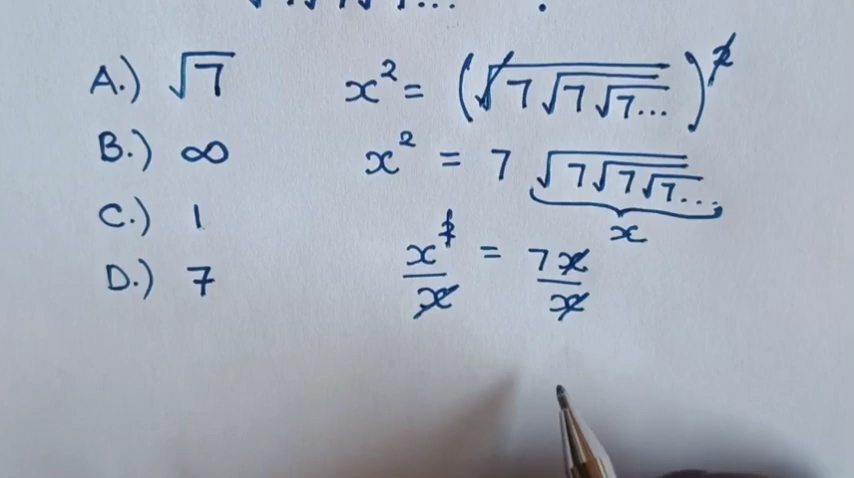 A.) √7
B.) ∞
C.) 1
D.) 7
x² = (√7√7√7...)²
x² = 7 √7√7√7...
x
x²/x = 7x/x